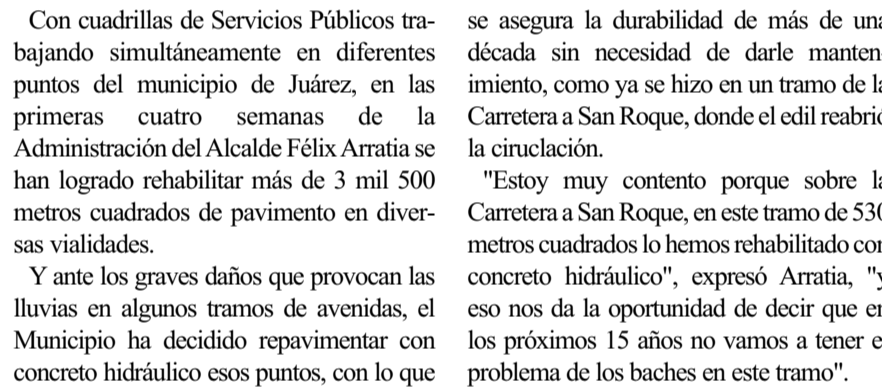 Con cuadrillas de Servicios Públicos tra-
bajando simultáneamente en diferentes
puntos del municipio de Juárez, en las
primeras cuatro semanas de la
Administración del Alcalde Félix Arratia se
han logrado rehabilitar más de 3 mil 500
metros cuadrados de pavimento en diver-
sas vialidades.
Y ante los graves daños que provocan las
lluvias en algunos tramos de avenidas, el
Municipio ha decidido repavimentar con
concreto hidráulico esos puntos, con lo que
se asegura la durabilidad de más de una
década sin necesidad de darle manten
imiento, como ya se hizo en un tramo de la
Carretera a San Roque, donde el edil reabrió
la ciruclación.
"Estoy muy contento porque sobre la
Carretera a San Roque, en este tramo de 530
metros cuadrados lo hemos rehabilitado con
concreto hidráulico", expresó Arratia, "y
eso nos da la oportunidad de decir que en
los próximos 15 años no vamos a tener e
problema de los baches en este tramo".